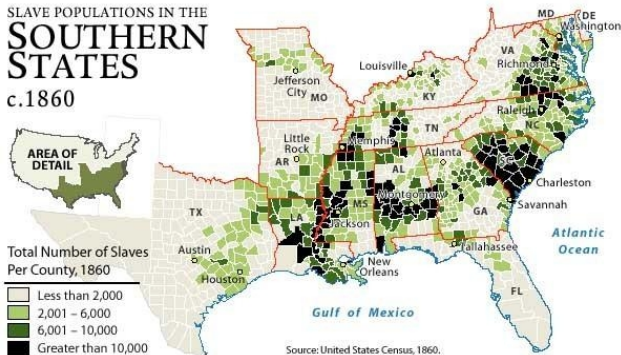 SLAVE POPULATIONS IN THE
SOUTHERN
STATES
c.1860
AREA OF
DETAIL
Total Number of Slaves
Per County, 1860
Less than 2,000
2,001 – 6,000
6,001 – 10,000
Greater than 10,000
MD
DE
Washington
VA
Richmond
Louisville
Jefferson
City
MO
KY
Raleigh
NC
TN
Memphis
Little
Rock
AR
Atlanta
SC
Charleston
AL
Montgomery
MS
Jackson
GA
Savannah
TX
LA
Austin
Houston
New
Orleans
Tallahassee
FL
Atlantic
Ocean
Gulf of Mexico
Source: United States Census, 1860.